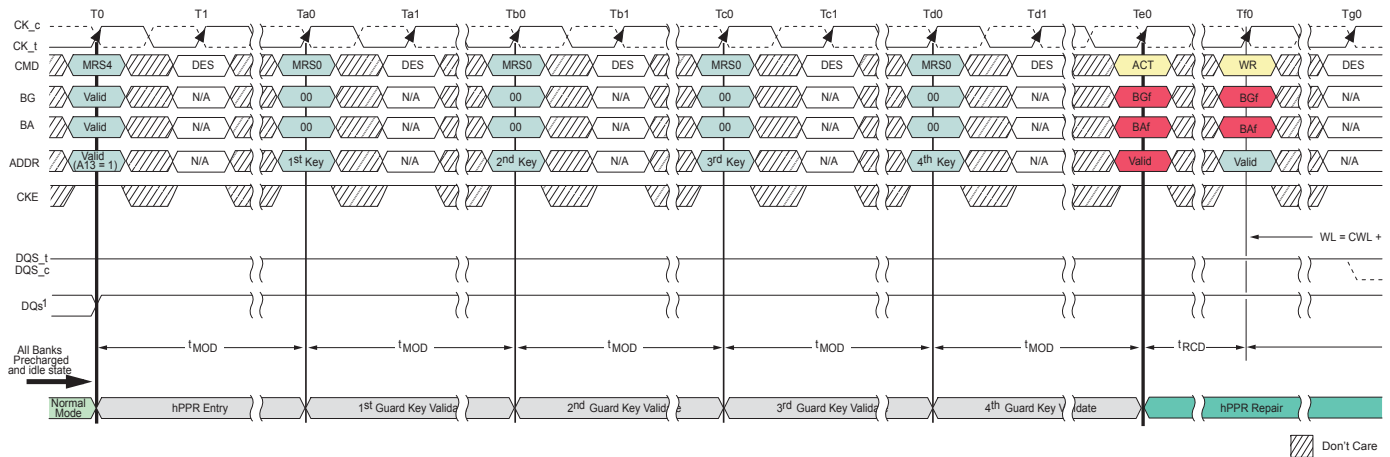 T0 T1 Ta0 Ta1 Tb0 Tb1 Tc0 Tc1 Td0 Td1 Te0 Tf0 Tg0
CK_c
CK_t
CMD MRS4 DES MRS0 DES MRS0 DES MRS0 DES MRS0 DES ACT WR DES
BG Valid N/A 00 N/A 00 N/A 00 N/A 00 N/A BGf BGf N/A
BA Valid N/A 00 N/A 00 N/A 00 N/A 00 N/A BAf BAf N/A
ADDR Valid (A13 = 1) N/A 1st Key N/A 2nd Key N/A 3rd Key N/A 4th Key N/A Valid Valid N/A
CKE
WL = CWL +
DQS_t
DQS_c
DQs1
tMOD tMOD tMOD tMOD tMOD tRCD
All Banks
Precharged
and idle state
Normal Mode hPPR Entry 1st Guard Key Valida 2nd Guard Key Valid e 3rd Guard Key Validate 4th Guard Key V idate hPPR Repair
Don't Care